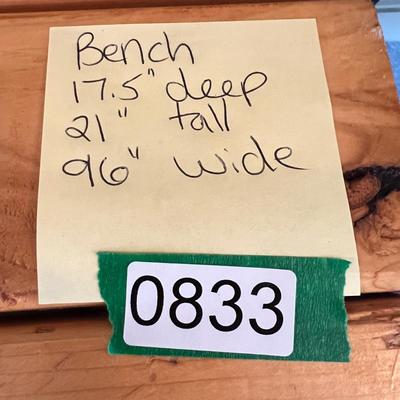 Bench
17.5" deep
21" tall
96" wide
0833